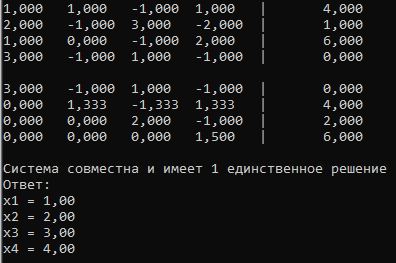 1,000 1,000 -1,000 1,000 | 4,000
2,000 -1,000 3,000 -2,000 | 1,000
1,000 0,000 -1,000 2,000 | 6,000
3,000 -1,000 1,000 -1,000 | 0,000
3,000 -1,000 1,000 -1,000 | 0,000
0,000 1,333 -1,333 1,333 | 4,000
0,000 0,000 2,000 -1,000 | 2,000
0,000 0,000 0,000 1,500 | 6,000
Система совместна и имеет 1 единственное решение
Ответ:
x1 = 1,00
x2 = 2,00
x3 = 3,00
x4 = 4,00